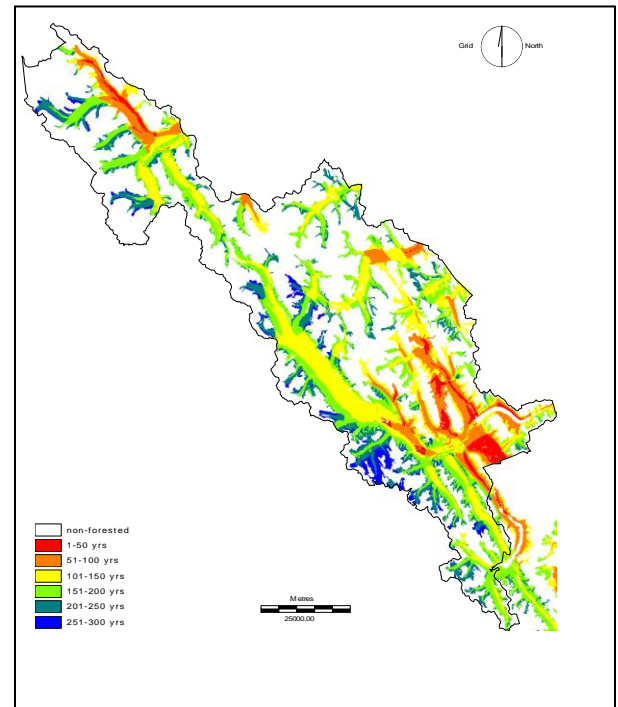 Grid North
non-forested
1-50 yrs
51-100 yrs
101-150 yrs
151-200 yrs
201-250 yrs
251-300 yrs
Metres
25000.00